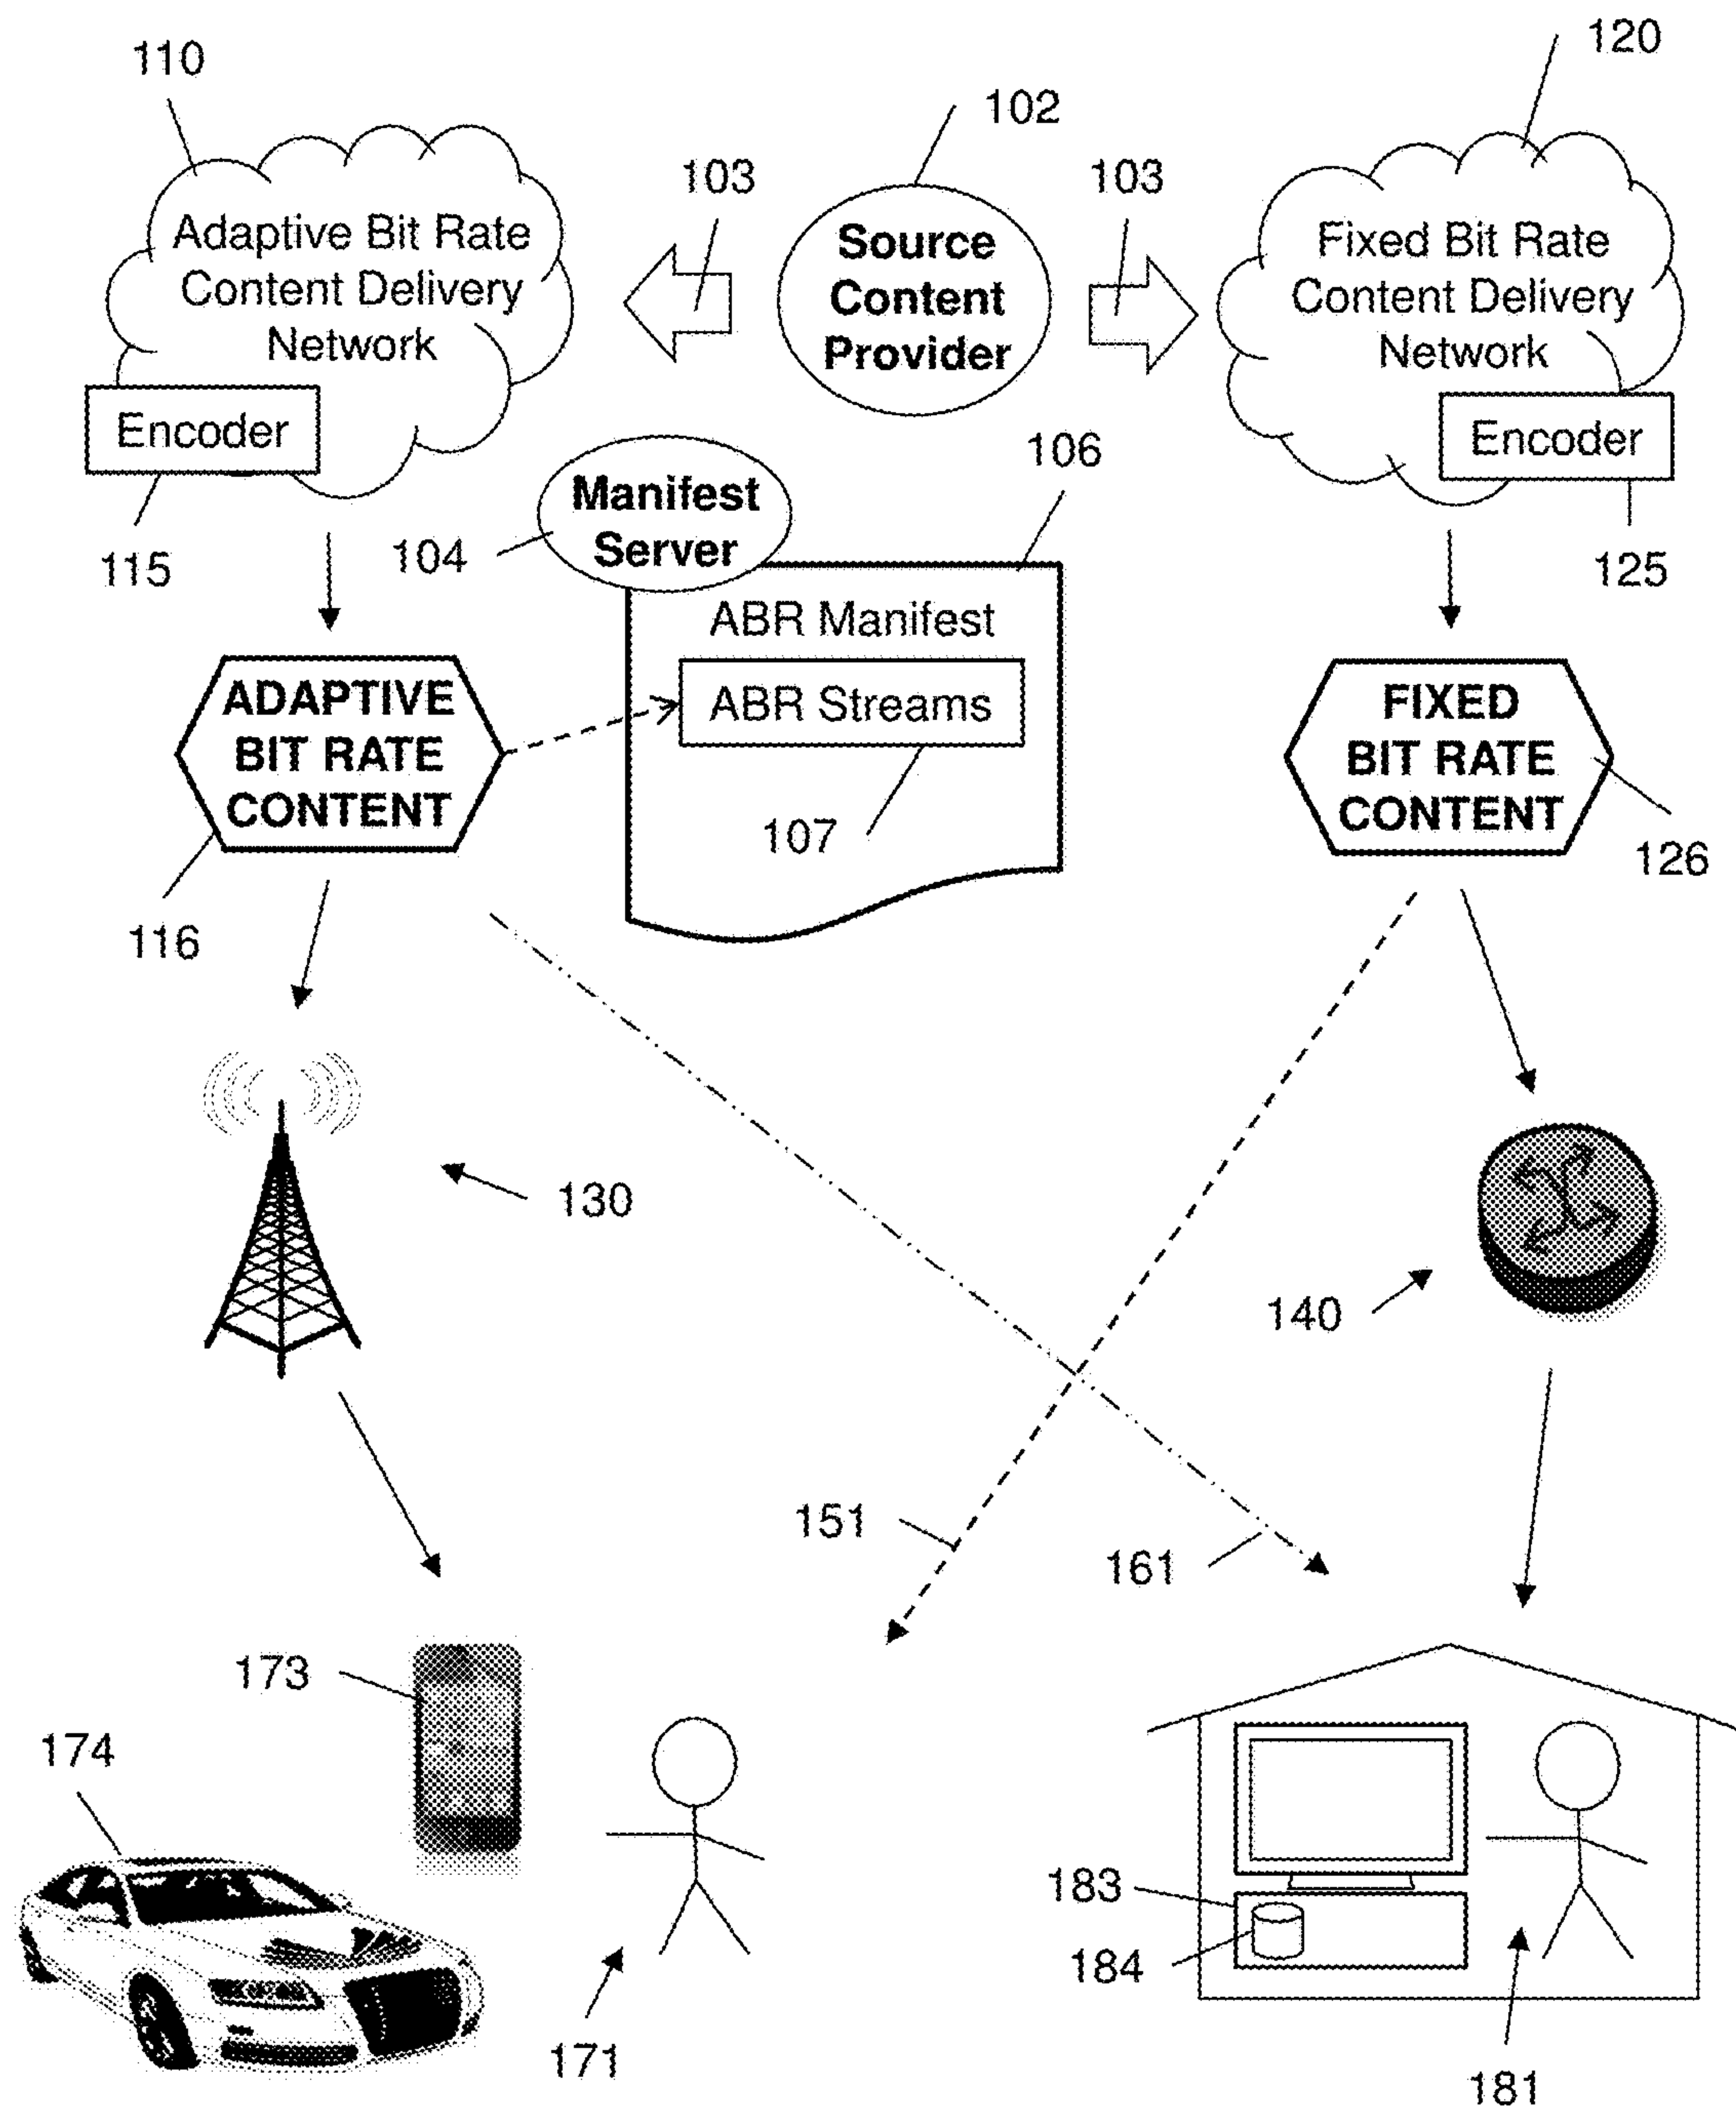 110
120
102
103
103
Adaptive Bit Rate
Content Delivery
Network
Source
Content
Provider
Fixed Bit Rate
Content Delivery
Network
Encoder
Encoder
106
Manifest
Server
104
115
125
ABR Manifest
ABR Streams
107
ADAPTIVE
BIT RATE
CONTENT
FIXED
BIT RATE
CONTENT
126
116
130
140
151
161
173
174
183
184
171
181